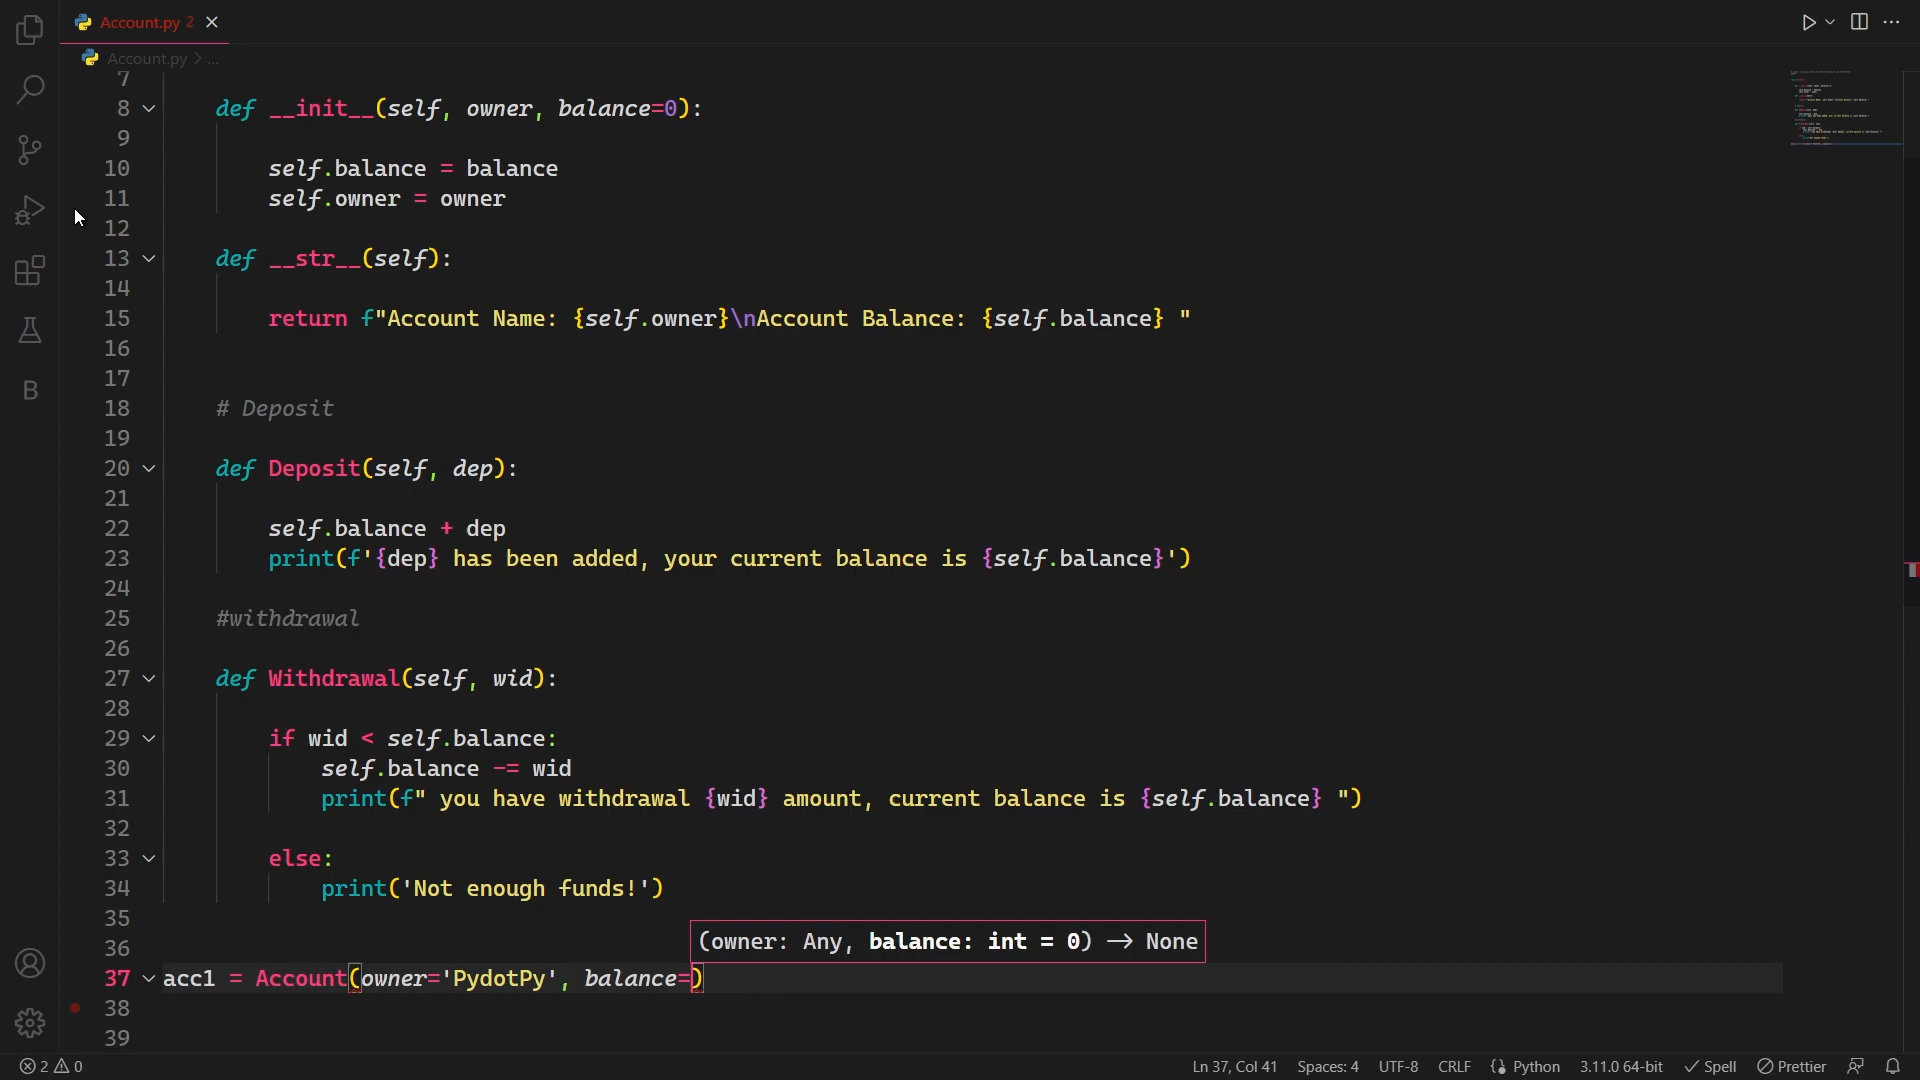 Account.py 2
Account.py > ...
7
8 def __init__(self, owner, balance=0):
9
10 self.balance = balance
11 self.owner = owner
12
13 def __str__(self):
14
15 return f"Account Name: {self.owner}\nAccount Balance: {self.balance} "
16
17
18 # Deposit
19
20 def Deposit(self, dep):
21
22 self.balance + dep
23 print(f'{dep} has been added, your current balance is {self.balance}')
24
25 #withdrawal
26
27 def Withdrawal(self, wid):
28
29 if wid < self.balance:
30 self.balance -= wid
31 print(f" you have withdrawal {wid} amount, current balance is {self.balance} ")
32
33 else:
34 print('Not enough funds!')
35
36
(owner: Any, balance: int = 0) -> None
37 acc1 = Account(owner='PydotPy', balance=)
38
39
2 0 Ln 37, Col 41 Spaces: 4 UTF-8 CRLF Python 3.11.0 64-bit Spell Prettier